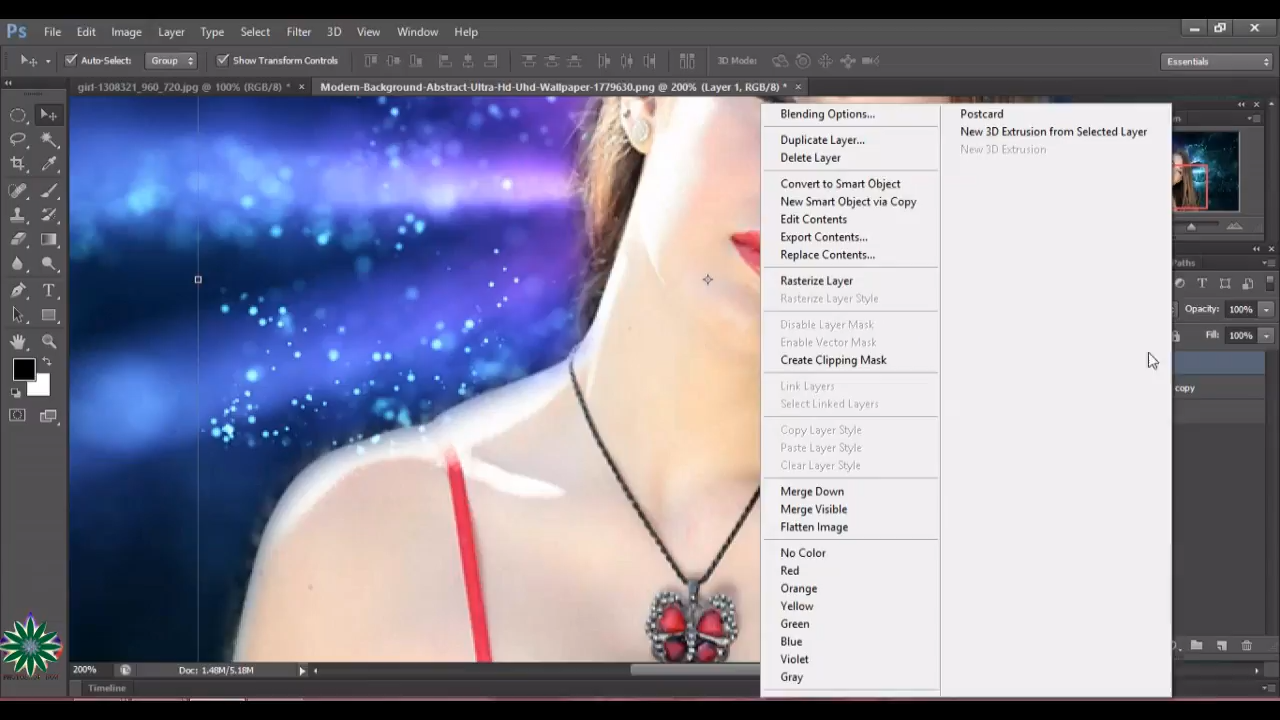 Ps File Edit Image Layer Type Select Filter 3D View Window Help
Auto-Select: Group Show Transform Controls 3D Mode: Essentials
girl-1308321_960_720.jpg @ 100% (RGB/8) * × Modern-Background-Abstract-Ultra-Hd-Uhd-Wallpaper-1779630.png @ 200% (Layer 1, RGB/8) * ×
Blending Options...
Duplicate Layer...
Delete Layer
Convert to Smart Object
New Smart Object via Copy
Edit Contents
Export Contents...
Replace Contents...
Rasterize Layer
Rasterize Layer Style
Disable Layer Mask
Enable Vector Mask
Create Clipping Mask
Link Layers
Select Linked Layers
Copy Layer Style
Paste Layer Style
Clear Layer Style
Merge Down
Merge Visible
Flatten Image
No Color
Red
Orange
Yellow
Green
Blue
Violet
Gray
Postcard
New 3D Extrusion from Selected Layer
New 3D Extrusion
Paths
Opacity: 100%
Fill: 100%
copy
200% Doc: 1.48M/5.18M
Timeline